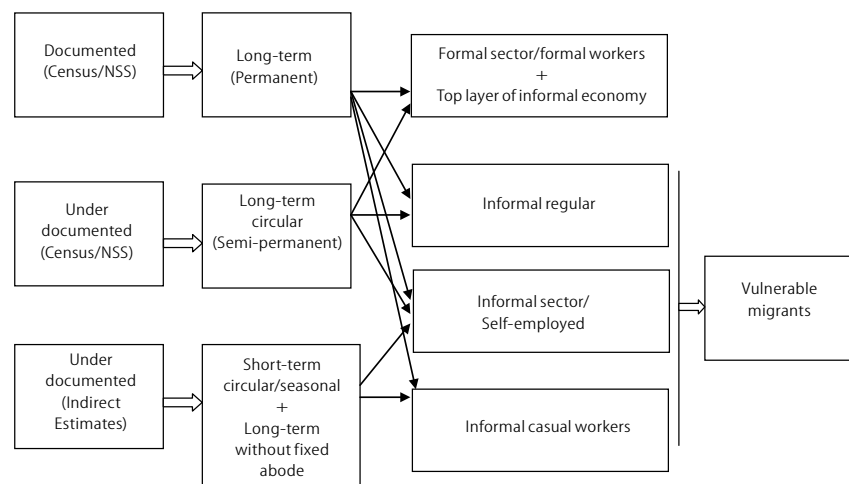 Documented
(Census/NSS)
Long-term
(Permanent)
Formal sector/formal workers
+
Top layer of informal economy
Under
documented
(Census/NSS)
Long-term
circular
(Semi-permanent)
Informal regular
Informal sector/
Self-employed
Vulnerable
migrants
Under
documented
(Indirect
Estimates)
Short-term
circular/seasonal
+
Long-term
without fixed
abode
Informal casual workers